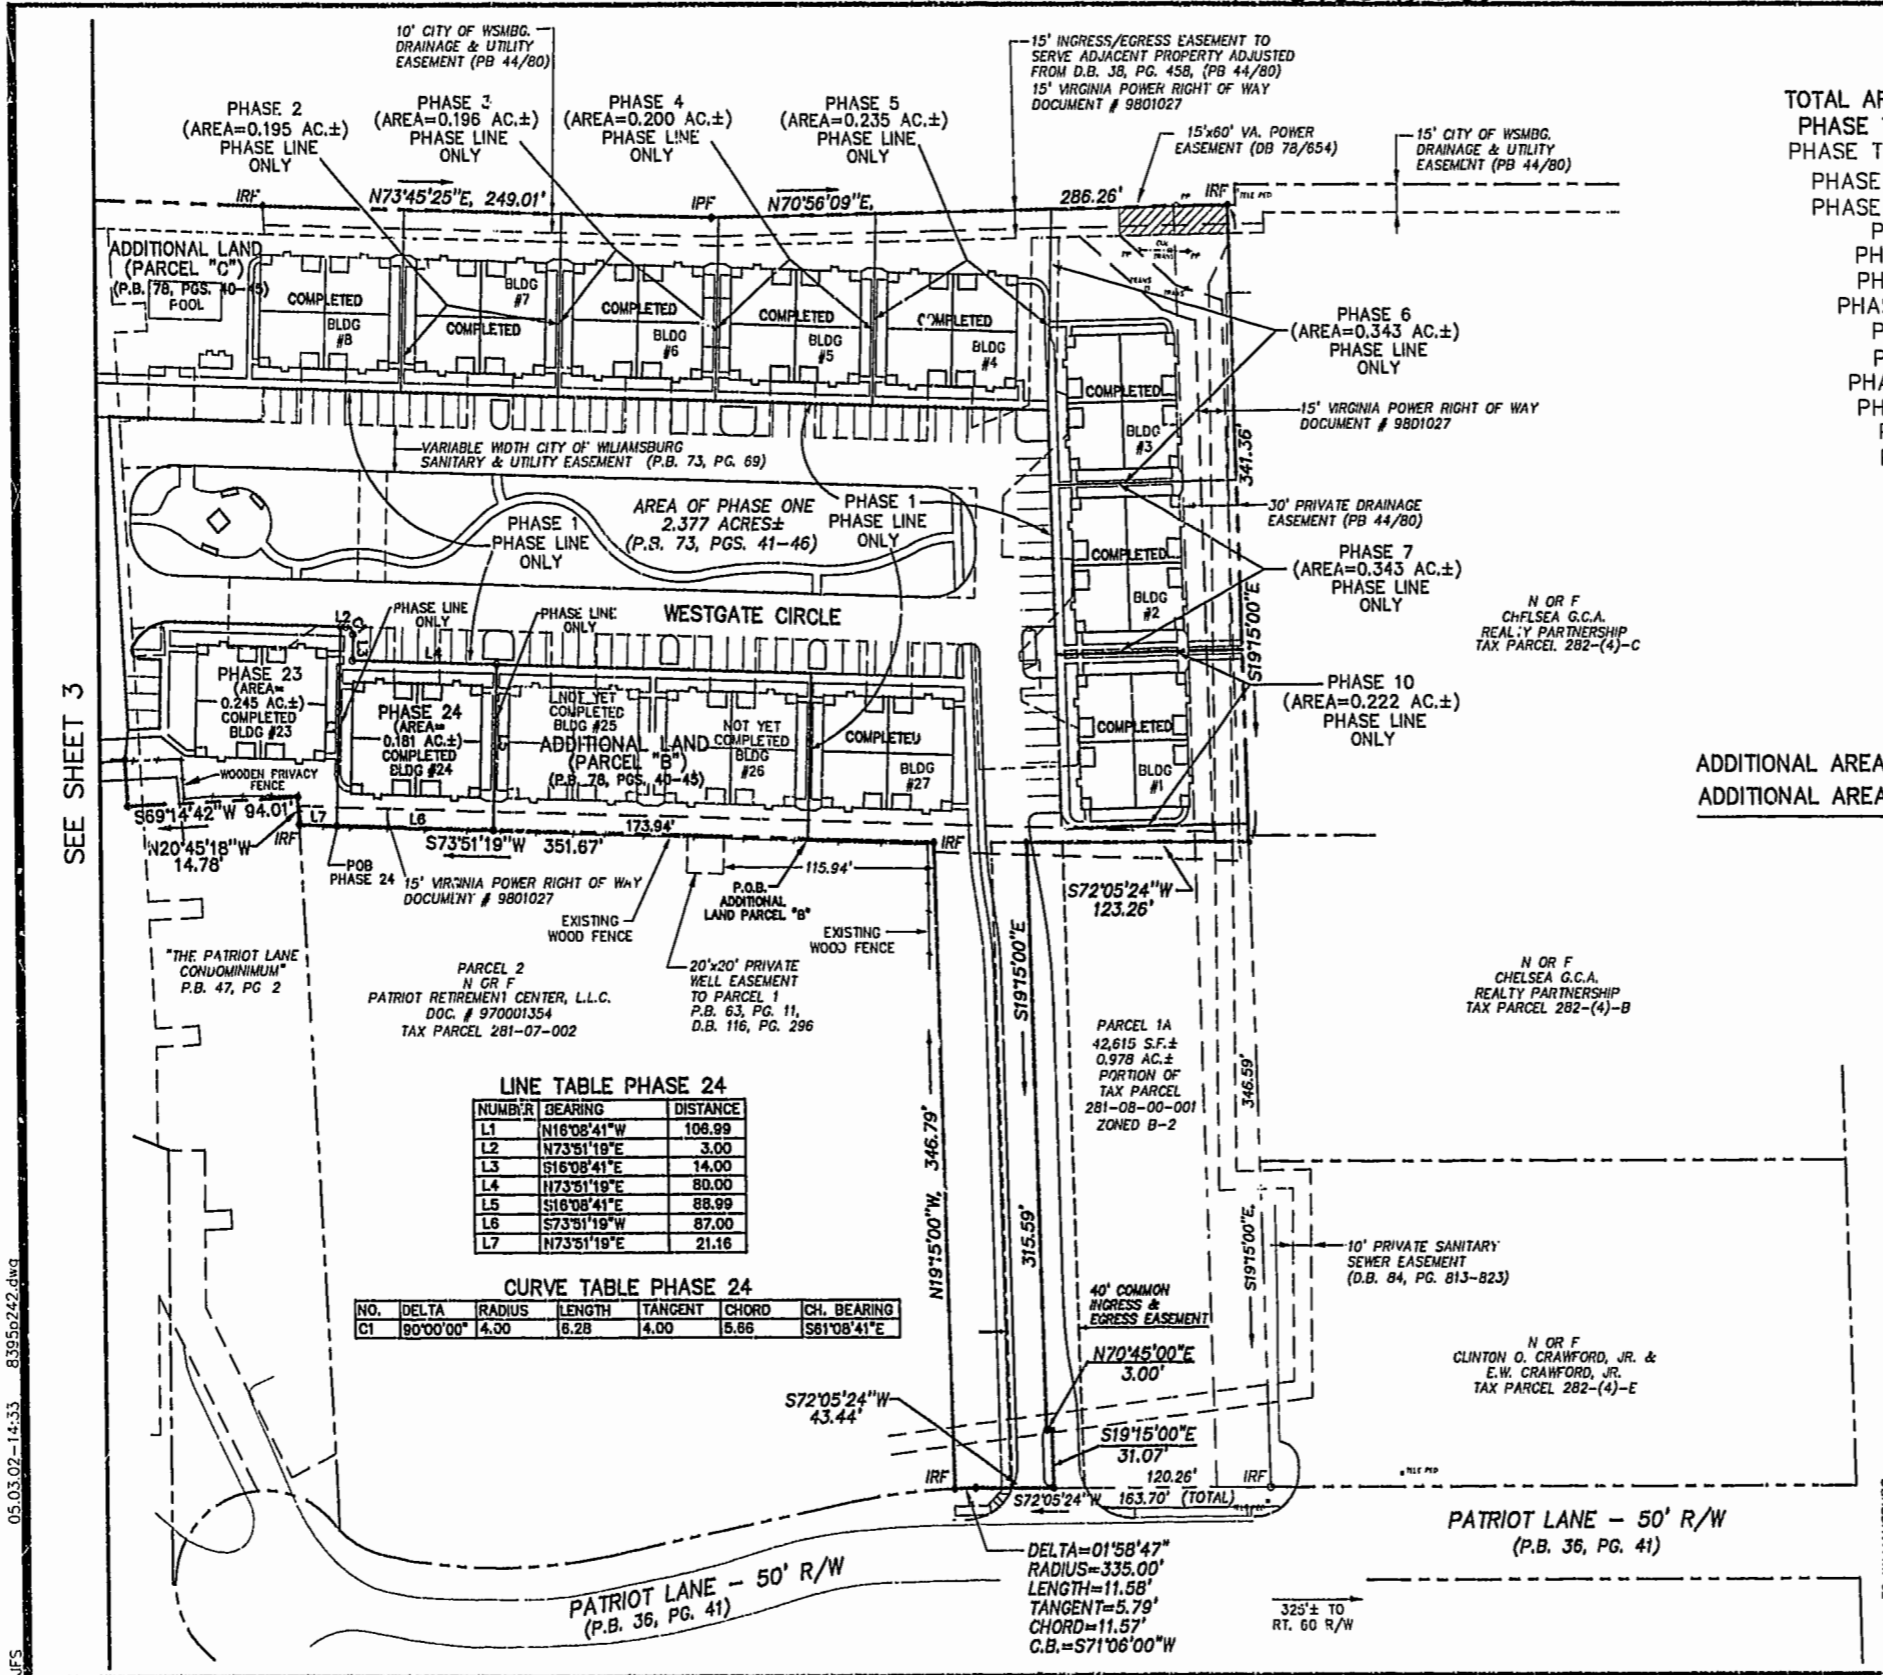 10' CITY OF WSMBG.
DRAINAGE & UTILITY
EASEMENT (PB 44/80)
15' INGRESS/EGRESS EASEMENT TO
SERVE ADJACENT PROPERTY ADJUSTED
FROM D.B. 38, PG. 458, (PB 44/80)
15' VIRGINIA POWER RIGHT OF WAY
DOCUMENT # 9801027
PHASE 2
(AREA=0.195 AC.±)
PHASE LINE
ONLY
PHASE 3
(AREA=0.196 AC.±)
PHASE LINE
ONLY
PHASE 4
(AREA=0.200 AC.±)
PHASE LINE
ONLY
PHASE 5
(AREA=0.235 AC.±)
PHASE LINE
ONLY
15'x60' VA. POWER
EASEMENT (DB 78/654)
15' CITY OF WSMBG.
DRAINAGE & UTILITY
EASEMENT (PB 44/80)
TOTAL AR
PHASE
PHASE T
PHASE
PHASE
P
PH
PH
PHAS
P
P
PHA
PH
IRF
N73°45'25"E, 249.01'
IPF
N70°56'09"E,
286.26'
IRF
TELE PED
ADDITIONAL LAND
(PARCEL "C")
(P.B. 78, PGS. 40-45)
POOL
COMPLETED
BLDG
#8
BLDG
#7
COMPLETED
COMPLETED
BLDG
#6
COMPLETED
BLDG
#5
COMPLETED
BLDG
#4
PHASE 6
(AREA=0.343 AC.±)
PHASE LINE
ONLY
COMPLETED
BLDG
#3
15' VIRGINIA POWER RIGHT OF WAY
DOCUMENT # 9801027
341.36'
VARIABLE WIDTH CITY OF WILIAMSBURG
SANITARY & UTILITY EASEMENT (P.B. 73, PG. 69)
AREA OF PHASE ONE
2.377 ACRES±
(P.B. 73, PGS. 41-46)
PHASE 1
PHASE LINE
ONLY
PHASE 1
PHASE LINE
ONLY
30' PRIVATE DRAINAGE
EASEMENT (PB 44/80)
COMPLETED
BLDG
#2
PHASE 7
(AREA=0.343 AC.±)
PHASE LINE
ONLY
S19°15'00"E
N OR F
CHELSEA G.C.A.
REALTY PARTNERSHIP
TAX PARCEL 282-(4)-C
L2
C1
L3
PHASE LINE
ONLY
L4
PHASE LINE
ONLY
WESTGATE CIRCLE
PHASE 23
(AREA=
0.245 AC.±)
COMPLETED
BLDG #23
PHASE 24
(AREA=
0.181 AC.±)
COMPLETED
BLDG #24
NOT YET
COMPLETED
BLDG #25
ADDITIONAL LAND
(PARCEL "B")
(P.B. 78, PGS. 40-45)
NOT YET
COMPLETED
BLDG
#26
COMPLETED
BLDG
#27
COMPLETED
BLDG
#1
PHASE 10
(AREA=0.222 AC.±)
PHASE LINE
ONLY
SEE SHEET 3
WOODEN PRIVACY
FENCE
S69°14'42"W 94.01'
N20°45'18"W
14.78'
IRF
L7
L6
POB
PHASE 24
S73°51'19"W 351.67'
173.94'
IRF
115.94'
15' VIRGINIA POWER RIGHT OF WAY
DOCUMENT # 9801027
P.O.B.
ADDITIONAL
LAND PARCEL "B"
EXISTING
WOOD FENCE
EXISTING
WOOD FENCE
S72°05'24"W
123.26'
ADDITIONAL AREA
ADDITIONAL AREA
"THE PATRIOT LANE
CONDOMINIMUM"
P.B. 47, PG 2
PARCEL 2
N OR F
PATRIOT RETIREMENT CENTER, L.L.C.
DOC. # 970001354
TAX PARCEL 281-07-002
20'x20' PRIVATE
WELL EASEMENT
TO PARCEL 1
P.B. 63, PG. 11,
D.B. 116, PG. 296
S19°15'00"E
315.59'
N19°15'00"W, 346.79'
PARCEL 1A
42,615 S.F.±
0.978 AC.±
PORTION OF
TAX PARCEL
281-08-00-001
ZONED B-2
346.59'
N OR F
CHELSEA G.C.A.
REALTY PARTNERSHIP
TAX PARCEL 282-(4)-B
LINE TABLE PHASE 24
NUMBER BEARING DISTANCE
L1 N16°08'41"W 106.99
L2 N73°51'19"E 3.00
L3 S16°08'41"E 14.00
L4 N73°51'19"E 80.00
L5 S16°08'41"E 88.99
L6 S73°51'19"W 87.00
L7 N73°51'19"E 21.16
CURVE TABLE PHASE 24
NO. DELTA RADIUS LENGTH TANGENT CHORD CH. BEARING
C1 90°00'00" 4.00 6.28 4.00 5.66 S61°08'41"E
S19°15'00"E,
10' PRIVATE SANITARY
SEWER EASEMENT
(D.B. 84, PG. 813-823)
40' COMMON
INGRESS &
EGRESS EASEMENT
N70°45'00"E
3.00'
S72°05'24"W
43.44'
S19°15'00"E
31.07'
N OR F
CLINTON O. CRAWFORD, JR. &
E.W. CRAWFORD, JR.
TAX PARCEL 282-(4)-E
IRF
120.26'
IRF
TELE PED
S72°05'24"W 163.70' (TOTAL)
PATRIOT LANE - 50' R/W
(P.B. 36, PG. 41)
PATRIOT LANE - 50' R/W
(P.B. 36, PG. 41)
DELTA=01°58'47"
RADIUS=335.00'
LENGTH=11.58'
TANGENT=5.79'
CHORD=11.57'
C.B.=S71°06'00"W
325'± TO
RT. 60 R/W
JFS 05.03.02-14:33 8395b242.dwg